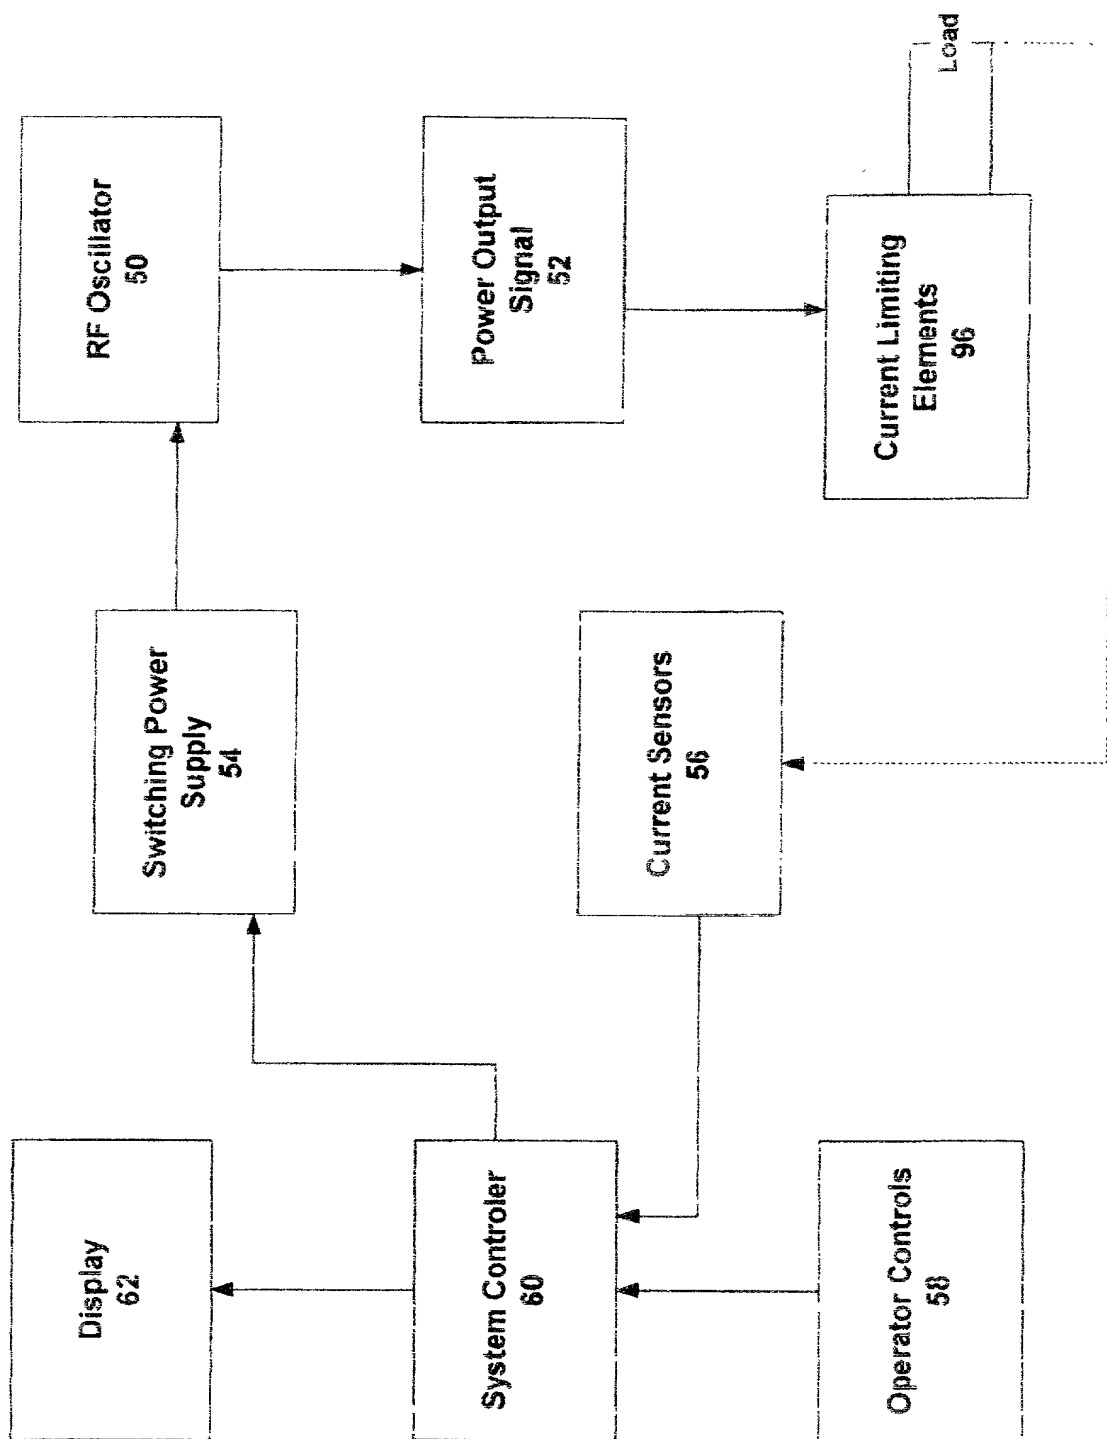 Display
62
System Controler
60
Operator Controls
58
Switching Power
Supply
54
Current Sensors
56
RF Oscillator
50
Power Output
Signal
52
Current Limiting
Elements
96
Load